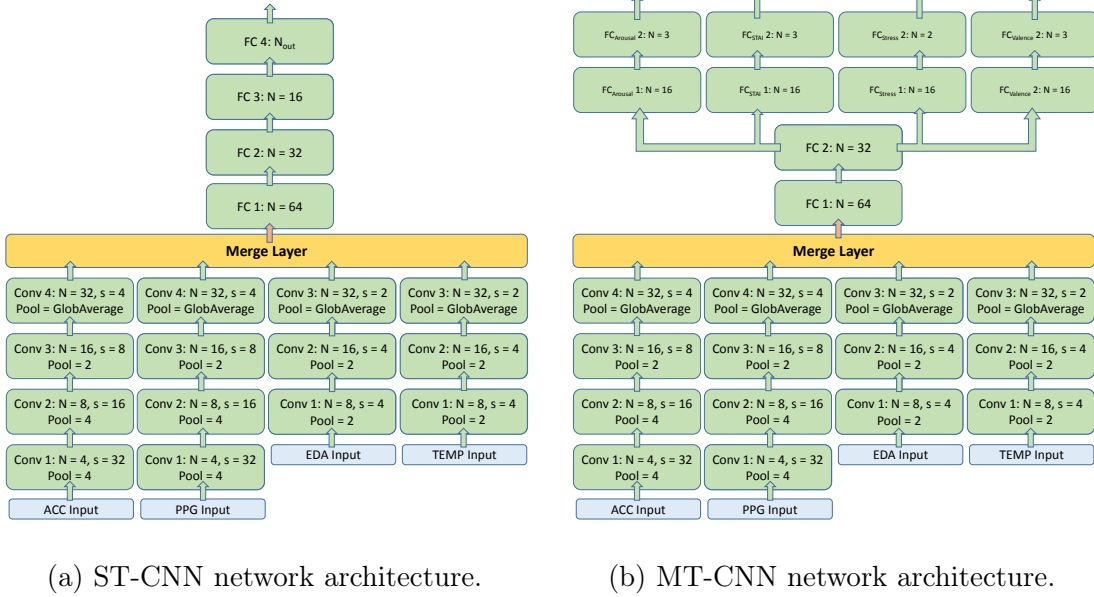 FC 4: Nout
FC 3: N = 16
FC 2: N = 32
FC 1: N = 64
Merge Layer
Conv 4: N = 32, s = 4
Pool = GlobAverage
Conv 4: N = 32, s = 4
Pool = GlobAverage
Conv 3: N = 32, s = 2
Pool = GlobAverage
Conv 3: N = 32, s = 2
Pool = GlobAverage
Conv 3: N = 16, s = 8
Pool = 2
Conv 3: N = 16, s = 8
Pool = 2
Conv 2: N = 16, s = 4
Pool = 2
Conv 2: N = 16, s = 4
Pool = 2
Conv 2: N = 8, s = 16
Pool = 4
Conv 2: N = 8, s = 16
Pool = 4
Conv 1: N = 8, s = 4
Pool = 2
Conv 1: N = 8, s = 4
Pool = 2
Conv 1: N = 4, s = 32
Pool = 4
Conv 1: N = 4, s = 32
Pool = 4
EDA Input
TEMP Input
ACC Input
PPG Input
(a) ST-CNN network architecture.
FCArousal 2: N = 3
FCSTAI 2: N = 3
FCStress 2: N = 2
FCValence 2: N = 3
FCArousal 1: N = 16
FCSTAI 1: N = 16
FCStress 1: N = 16
FCValence 2: N = 16
FC 2: N = 32
FC 1: N = 64
Merge Layer
Conv 4: N = 32, s = 4
Pool = GlobAverage
Conv 4: N = 32, s = 4
Pool = GlobAverage
Conv 3: N = 32, s = 2
Pool = GlobAverage
Conv 3: N = 32, s = 2
Pool = GlobAverage
Conv 3: N = 16, s = 8
Pool = 2
Conv 3: N = 16, s = 8
Pool = 2
Conv 2: N = 16, s = 4
Pool = 2
Conv 2: N = 16, s = 4
Pool = 2
Conv 2: N = 8, s = 16
Pool = 4
Conv 2: N = 8, s = 16
Pool = 4
Conv 1: N = 8, s = 4
Pool = 2
Conv 1: N = 8, s = 4
Pool = 2
Conv 1: N = 4, s = 32
Pool = 4
Conv 1: N = 4, s = 32
Pool = 4
EDA Input
TEMP Input
ACC Input
PPG Input
(b) MT-CNN network architecture.